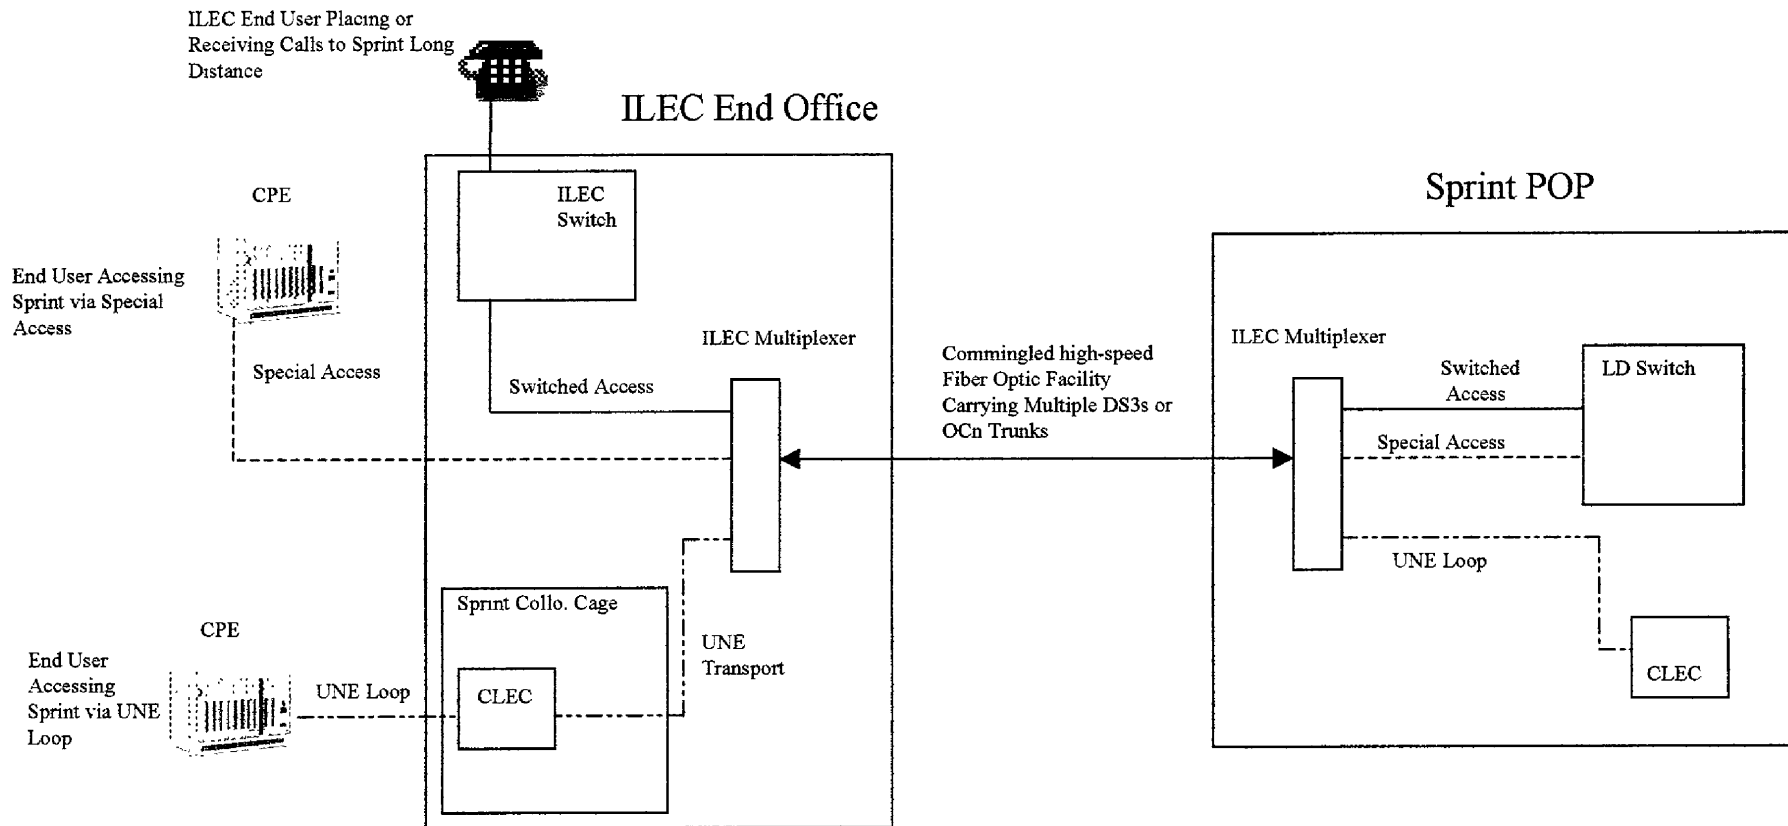 ILEC End User Placing or
Receiving Calls to Sprint Long
Distance
ILEC End Office
Sprint POP
CPE
ILEC
Switch
End User Accessing
Sprint via Special
Access
ILEC Multiplexer
ILEC Multiplexer
Special Access
Switched Access
Commingled high-speed
Fiber Optic Facility
Carrying Multiple DS3s or
OCn Trunks
Switched
Access
LD Switch
Special Access
UNE Loop
Sprint Collo. Cage
CPE
UNE
Transport
End User
Accessing
Sprint via UNE
Loop
UNE Loop
CLEC
CLEC